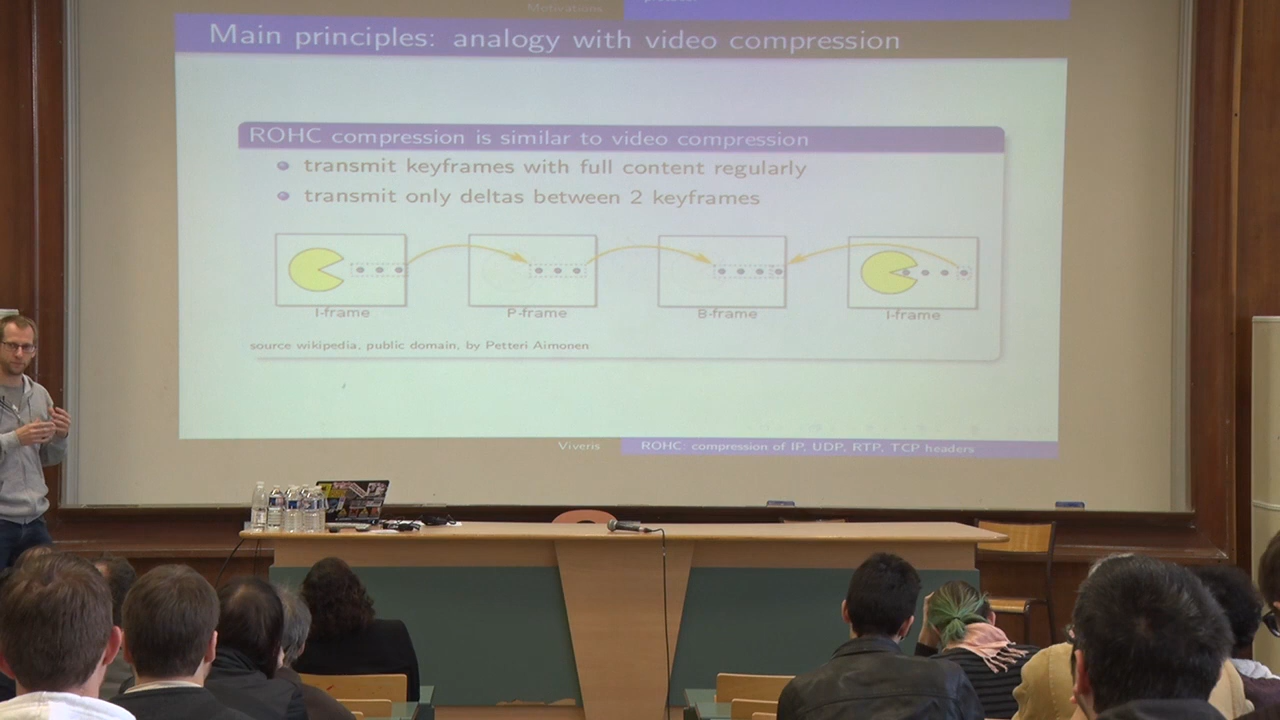 Motivations
Main principles: analogy with video compression
ROHC compression is similar to video compression
transmit keyframes with full content regularly
transmit only deltas between 2 keyframes
I-frame P-frame B-frame I-frame
source wikipedia, public domain, by Petteri Aimonen
Viveris ROHC: compression of IP, UDP, RTP, TCP headers